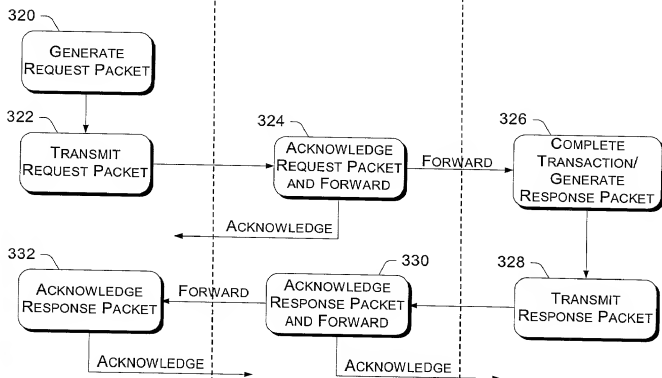 320
GENERATE
REQUEST PACKET
322
TRANSMIT
REQUEST PACKET
324
ACKNOWLEDGE
REQUEST PACKET
AND FORWARD
FORWARD
326
COMPLETE
TRANSACTION/
GENERATE
RESPONSE PACKET
ACKNOWLEDGE
332
ACKNOWLEDGE
RESPONSE PACKET
FORWARD
330
ACKNOWLEDGE
RESPONSE PACKET
AND FORWARD
328
TRANSMIT
RESPONSE PACKET
ACKNOWLEDGE
ACKNOWLEDGE